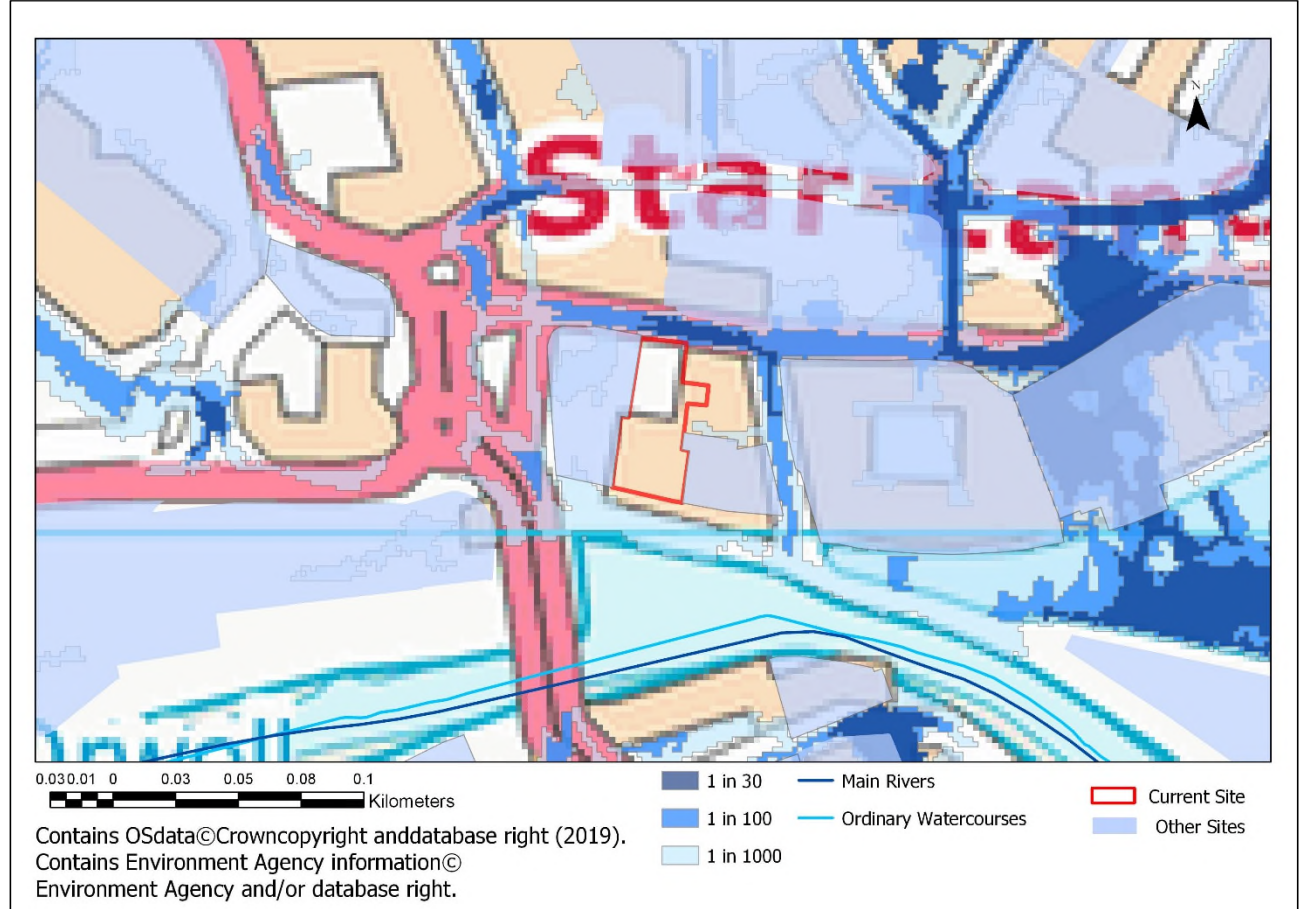 N
Star
0.03 0.01 0 0.03 0.05 0.08 0.1
Kilometers
Contains OSdata©Crowncopyright anddatabase right (2019).
Contains Environment Agency information©
Environment Agency and/or database right.
1 in 30
1 in 100
1 in 1000
Main Rivers
Ordinary Watercourses
Current Site
Other Sites